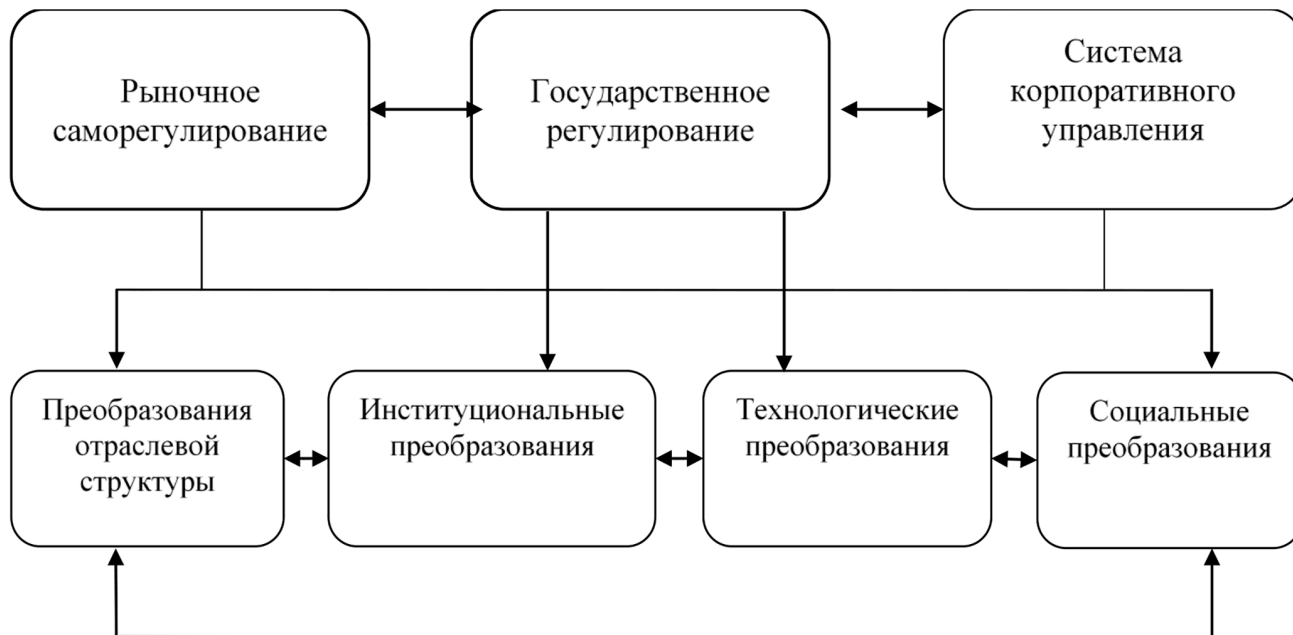 Рыночное
саморегулирование
Государственное
регулирование
Система
корпоративного
управления
Преобразования
отраслевой
структуры
Институциональные
преобразования
Технологические
преобразования
Социальные
преобразования